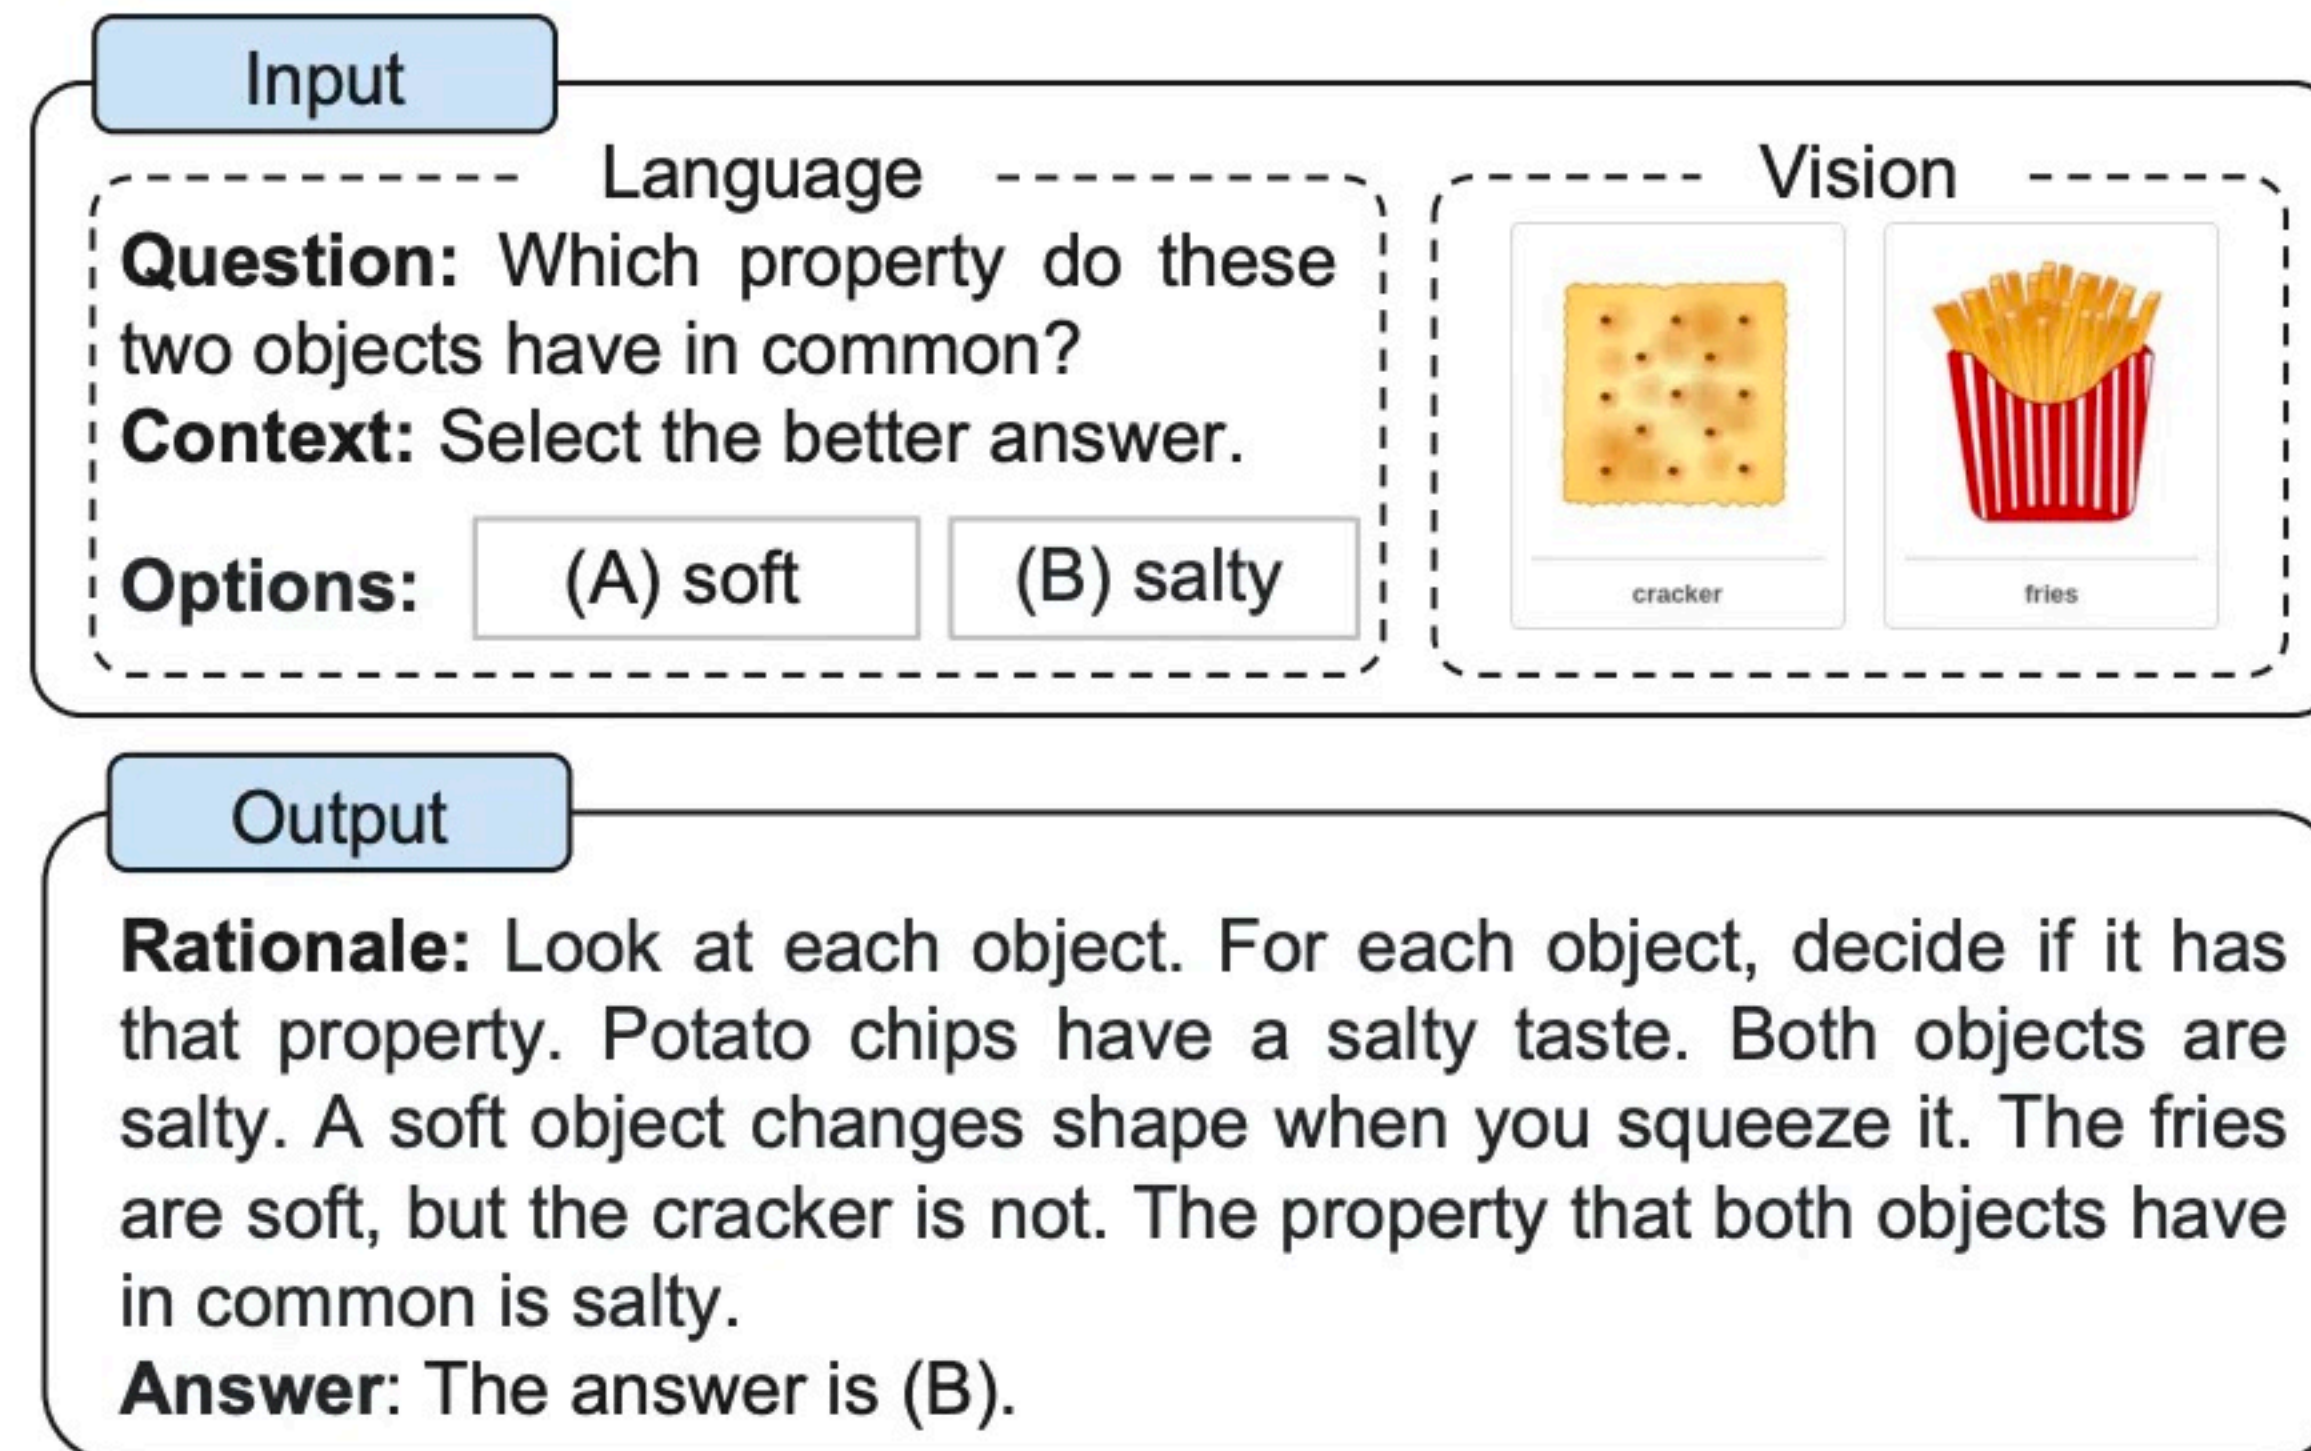 Input
Language
Question: Which property do these
two objects have in common?
Context: Select the better answer.
Options: (A) soft (B) salty
Vision
cracker fries
Output
Rationale: Look at each object. For each object, decide if it has
that property. Potato chips have a salty taste. Both objects are
salty. A soft object changes shape when you squeeze it. The fries
are soft, but the cracker is not. The property that both objects have
in common is salty.
Answer: The answer is (B).